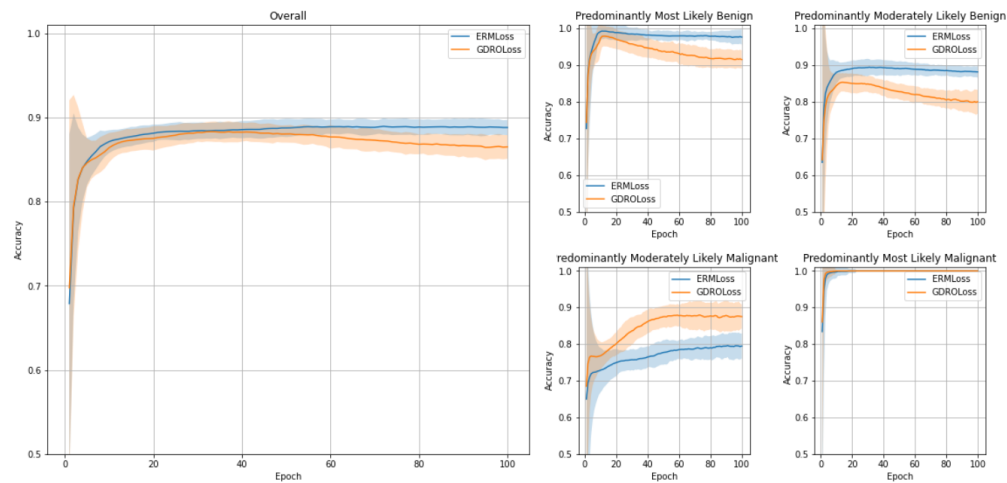 Overall
1.0
0.9
0.8
0.7
0.6
0.5
Accuracy
0
20
40
60
80
100
Epoch
ERMLoss
GDROLoss
Predominantly Most Likely Benign
1.0
0.9
0.8
0.7
0.6
0.5
Accuracy
0
20
40
60
80
100
Epoch
ERMLoss
GDROLoss
Predominantly Moderately Likely Benign
1.0
0.9
0.8
0.7
0.6
0.5
Accuracy
0
20
40
60
80
100
Epoch
ERMLoss
GDROLoss
redominantly Moderately Likely Malignant
1.0
0.9
0.8
0.7
0.6
0.5
Accuracy
0
20
40
60
80
100
Epoch
ERMLoss
GDROLoss
Predominantly Most Likely Malignant
1.0
0.9
0.8
0.7
0.6
0.5
Accuracy
0
20
40
60
80
100
Epoch
ERMLoss
GDROLoss